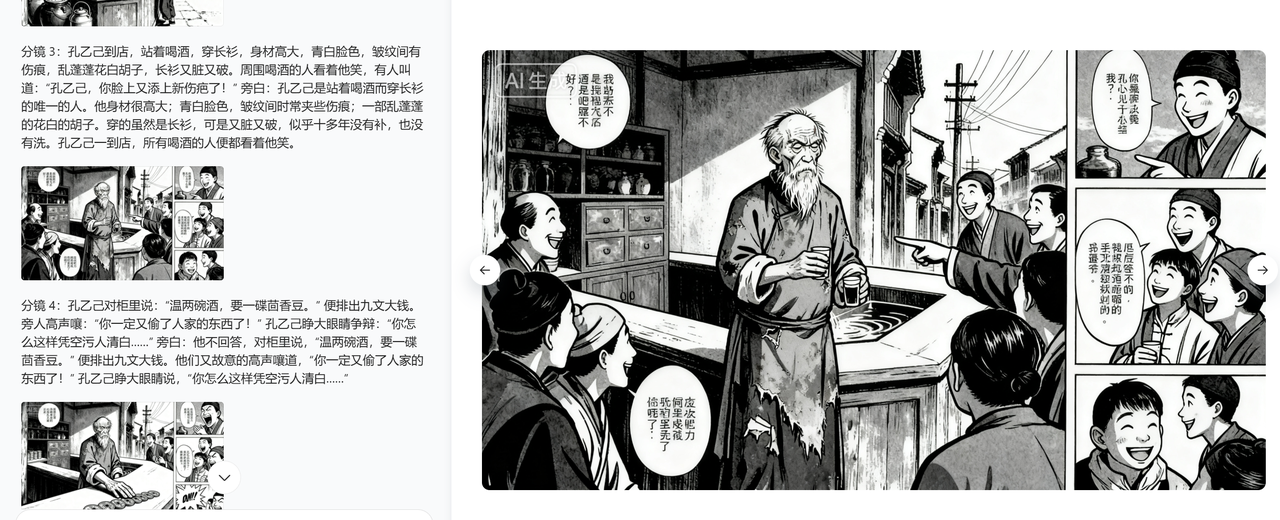 分镜 3：孔乙己到店，站着喝酒，穿长衫，身材高大，青白脸色，皱纹间有
伤痕，乱蓬蓬花白胡子，长衫又脏又破。周围喝酒的人看着他笑，有人叫
道："孔乙己，你脸上又添上新伤疤了！" 旁白：孔乙己是站着喝酒而穿长衫
的唯一的人。他身材很高大；青白脸色，皱纹间时常夹些伤痕；一部乱蓬蓬
的花白的胡子。穿的虽然是长衫，可是又脏又破，似乎十多年没有补，也没
有洗。孔乙己一到店，所有喝酒的人便都看着他笑。
分镜 4：孔乙己对柜里说："温两碗酒，要一碟茴香豆。" 便排出九文大钱。
旁人高声嚷："你一定又偷了人家的东西了！" 孔乙己睁大眼睛争辩："你怎
么这样凭空污人清白……" 旁白：他不回答，对柜里说，"温两碗酒，要一碟
茴香豆。" 便排出九文大钱。他们又故意的高声嚷道，"你一定又偷了人家的
东西了！" 孔乙己睁大眼睛说，"你怎么这样凭空污人清白……"
AI 生